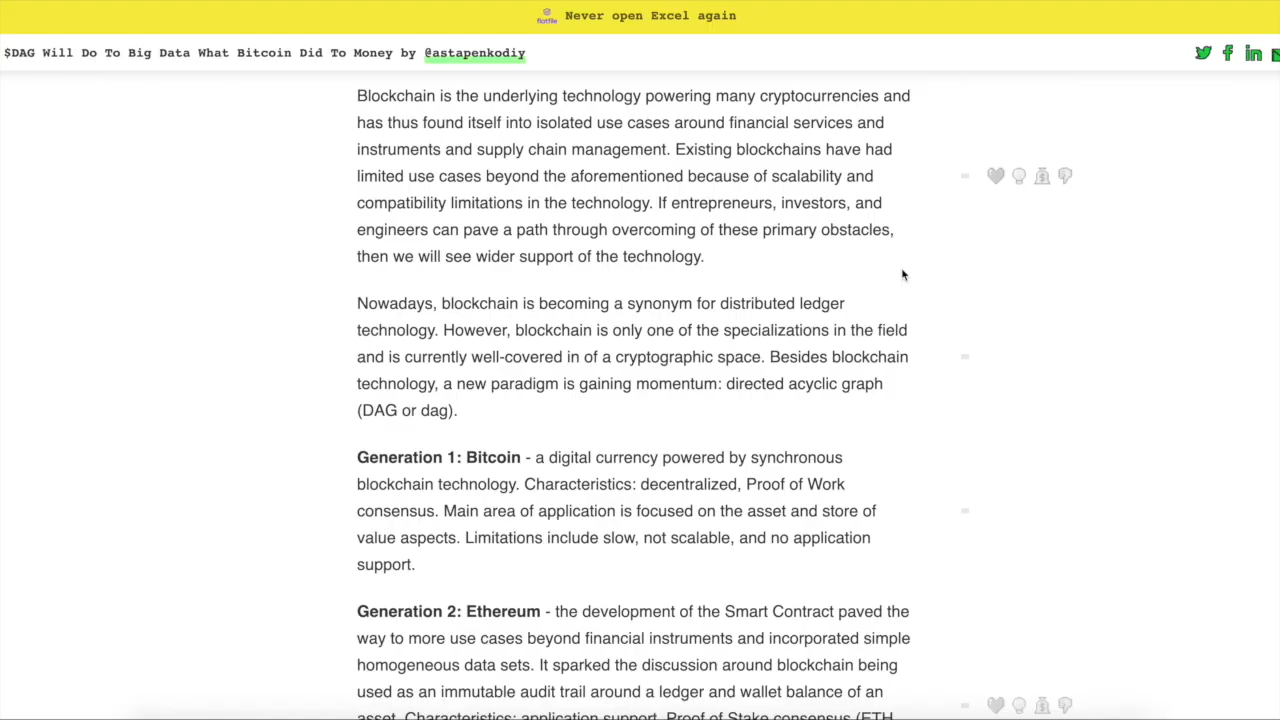 flatfile
Never open Excel again
$DAG Will Do To Big Data What Bitcoin Did To Money by @astapenkodiy
Blockchain is the underlying technology powering many cryptocurrencies and
has thus found itself into isolated use cases around financial services and
instruments and supply chain management. Existing blockchains have had
limited use cases beyond the aforementioned because of scalability and
compatibility limitations in the technology. If entrepreneurs, investors, and
engineers can pave a path through overcoming of these primary obstacles,
then we will see wider support of the technology.
Nowadays, blockchain is becoming a synonym for distributed ledger
technology. However, blockchain is only one of the specializations in the field
and is currently well-covered in of a cryptographic space. Besides blockchain
technology, a new paradigm is gaining momentum: directed acyclic graph
(DAG or dag).
Generation 1: Bitcoin - a digital currency powered by synchronous
blockchain technology. Characteristics: decentralized, Proof of Work
consensus. Main area of application is focused on the asset and store of
value aspects. Limitations include slow, not scalable, and no application
support.
Generation 2: Ethereum - the development of the Smart Contract paved the
way to more use cases beyond financial instruments and incorporated simple
homogeneous data sets. It sparked the discussion around blockchain being
used as an immutable audit trail around a ledger and wallet balance of an
asset. Characteristics: application support, Proof of Stake consensus (ETH